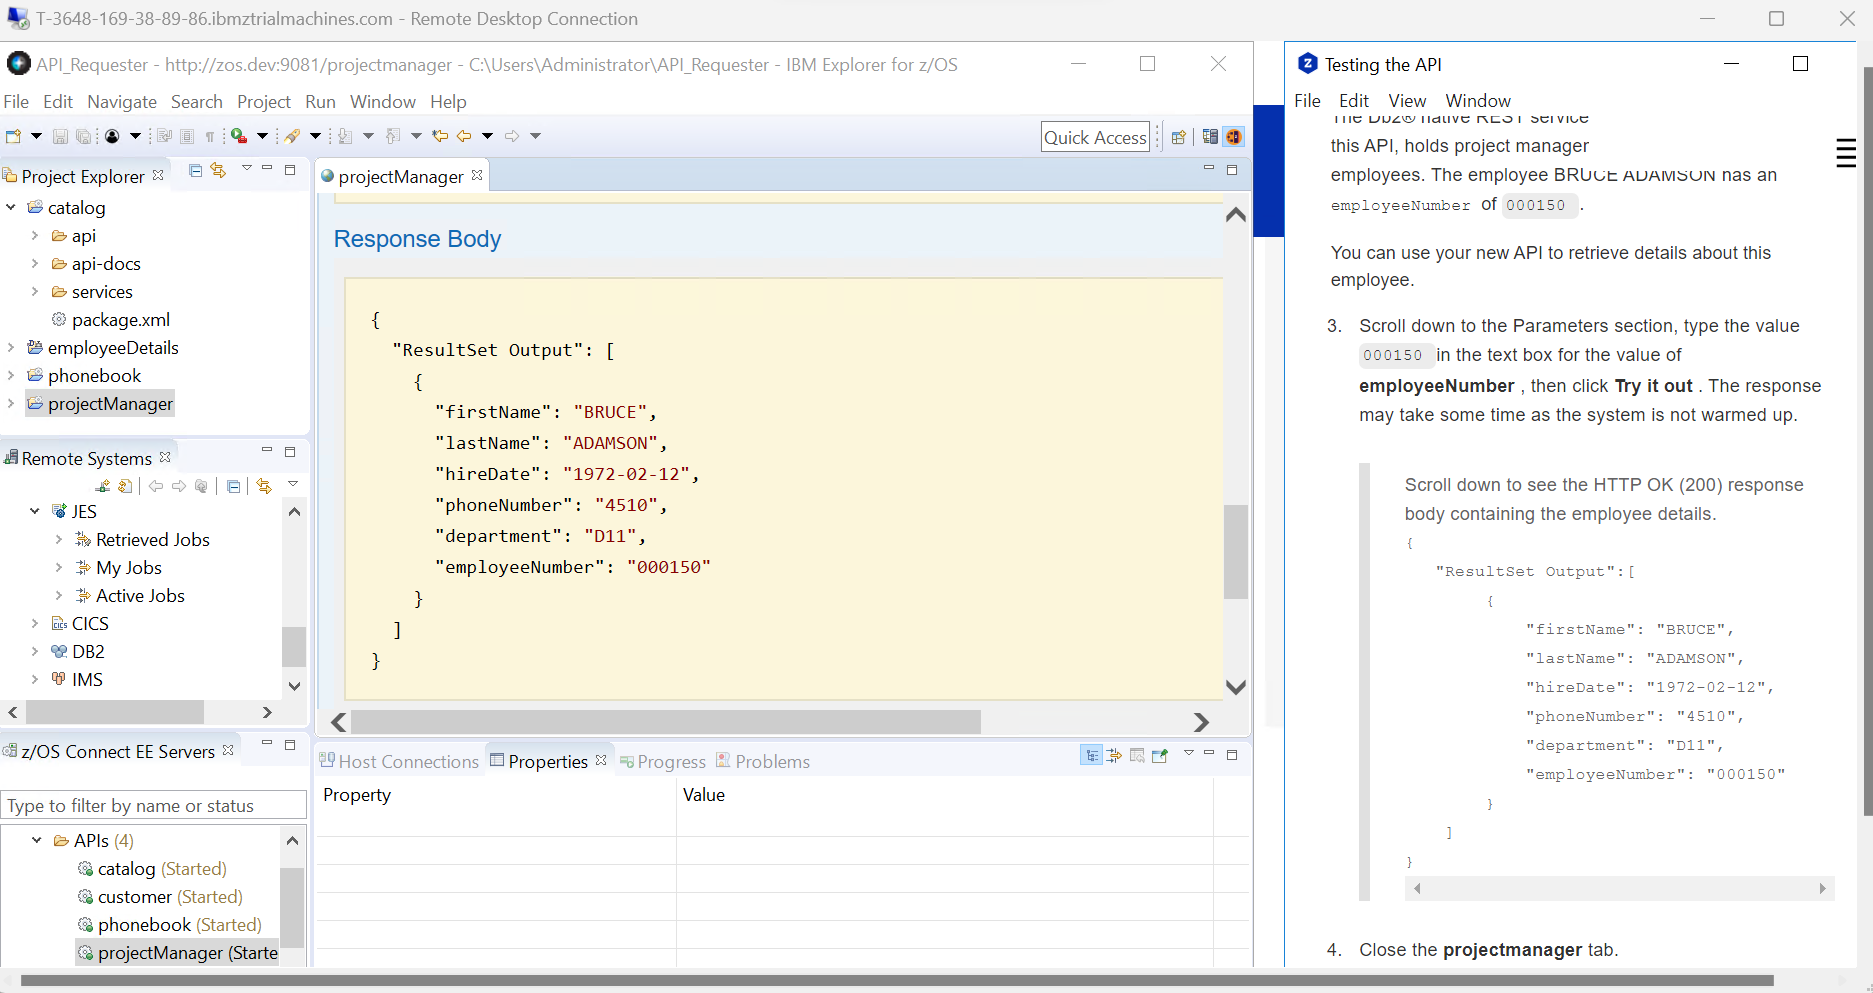 T-3648-169-38-89-86.ibmztrialmachines.com - Remote Desktop Connection
API_Requester - http://zos.dev:9081/projectmanager - C:\Users\Administrator\API_Requester - IBM Explorer for z/OS
File Edit Navigate Search Project Run Window Help
Quick Access
Project Explorer
catalog
api
api-docs
services
package.xml
employeeDetails
phonebook
projectManager
Remote Systems
JES
Retrieved Jobs
My Jobs
Active Jobs
CICS
DB2
IMS
z/OS Connect EE Servers
Type to filter by name or status
APIs (4)
catalog (Started)
customer (Started)
phonebook (Started)
projectManager (Starte
projectManager
Response Body
{
"ResultSet Output": [
{
"firstName": "BRUCE",
"lastName": "ADAMSON",
"hireDate": "1972-02-12",
"phoneNumber": "4510",
"department": "D11",
"employeeNumber": "000150"
}
]
}
Host Connections Properties Progress Problems
Property Value
Testing the API
File Edit View Window
The Db2® native REST service
this API, holds project manager
employees. The employee BRUCE ADAMSON has an
employeeNumber of 000150 .
You can use your new API to retrieve details about this
employee.
3. Scroll down to the Parameters section, type the value
000150 in the text box for the value of
employeeNumber , then click Try it out . The response
may take some time as the system is not warmed up.
Scroll down to see the HTTP OK (200) response
body containing the employee details.
{
"ResultSet Output":[
{
"firstName": "BRUCE",
"lastName": "ADAMSON",
"hireDate": "1972-02-12",
"phoneNumber": "4510",
"department": "D11",
"employeeNumber": "000150"
}
]
}
4. Close the projectmanager tab.